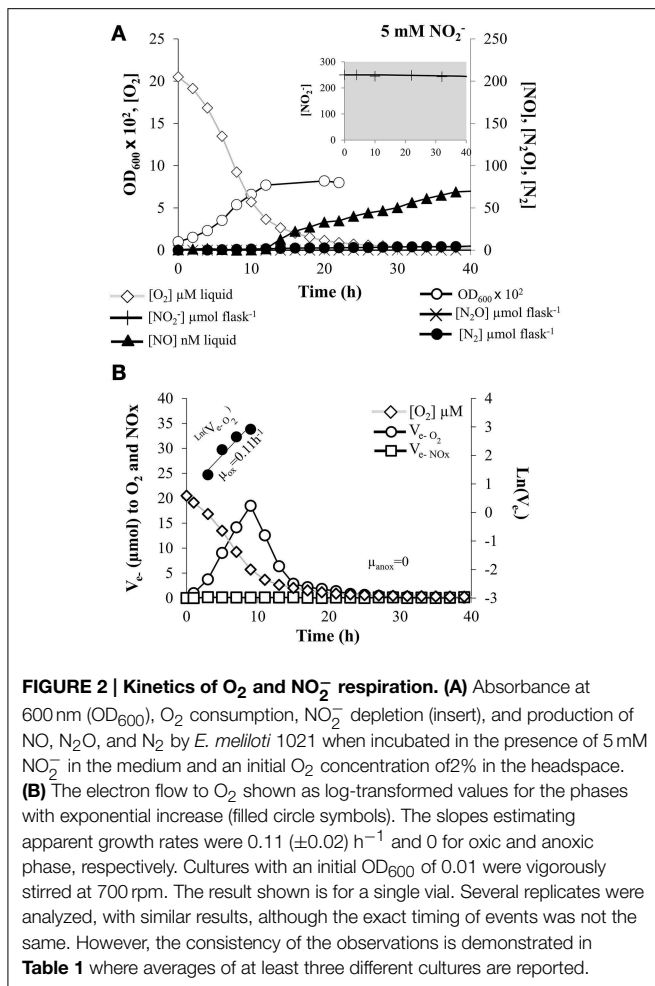 A
5 mM NO2-
OD600 x 10², [O2]
25
20
15
10
5
0
[NO2-]
300
200
100
0
0 10 20 30 40
250
200
150
100
50
0
[NO], [N2O], [N2]
0 10 20 30 40
Time (h)
[O2] µM liquid
[NO2-] µmol flask-1
[NO] nM liquid
OD600 x 10²
[N2O] µmol flask-1
[N2] µmol flask-1
B
Ve- (µmol) to O2 and NOx
40
35
30
25
20
15
10
5
0
Ln(Ve-O2)
µox=0.11h-1
[O2] µM
Ve-O2
Ve-NOx
µanox=0
4
3
2
1
0
-1
-2
-3
Ln(Ve-)
0 10 20 30 40
Time (h)
FIGURE 2 | Kinetics of O2 and NO2− respiration. (A) Absorbance at
600 nm (OD600), O2 consumption, NO2− depletion (insert), and production of
NO, N2O, and N2 by E. meliloti 1021 when incubated in the presence of 5 mM
NO2− in the medium and an initial O2 concentration of2% in the headspace.
(B) The electron flow to O2 shown as log-transformed values for the phases
with exponential increase (filled circle symbols). The slopes estimating
apparent growth rates were 0.11 (±0.02) h−1 and 0 for oxic and anoxic
phase, respectively. Cultures with an initial OD600 of 0.01 were vigorously
stirred at 700 rpm. The result shown is for a single vial. Several replicates were
analyzed, with similar results, although the exact timing of events was not the
same. However, the consistency of the observations is demonstrated in
Table 1 where averages of at least three different cultures are reported.